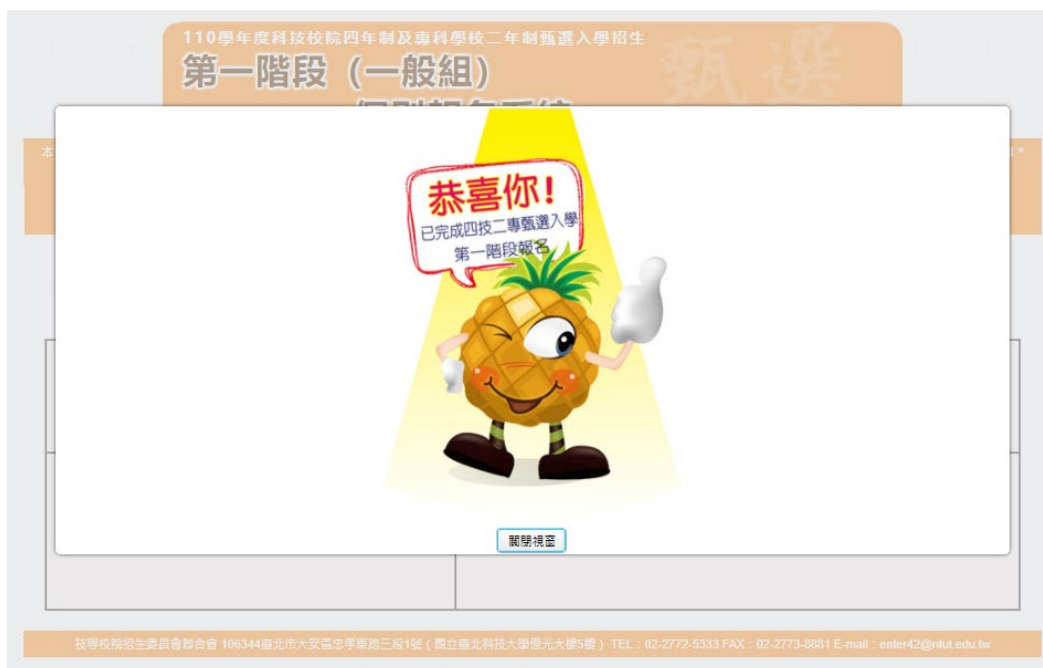 110學年度科技校院四年制及專科學校二年制甄選入學招生
第一階段（一般組）
甄選
恭喜你!
已完成四技二專甄選入學
第一階段報名
關閉視窗
技專校院招生委員會聯合會 106344臺北市大安區忠孝東路三段1號（國立臺北科技大學億光大樓5樓） TEL：02-2772-5333 FAX：02-2773-8881 E-mail：enter42@ntut.edu.tw